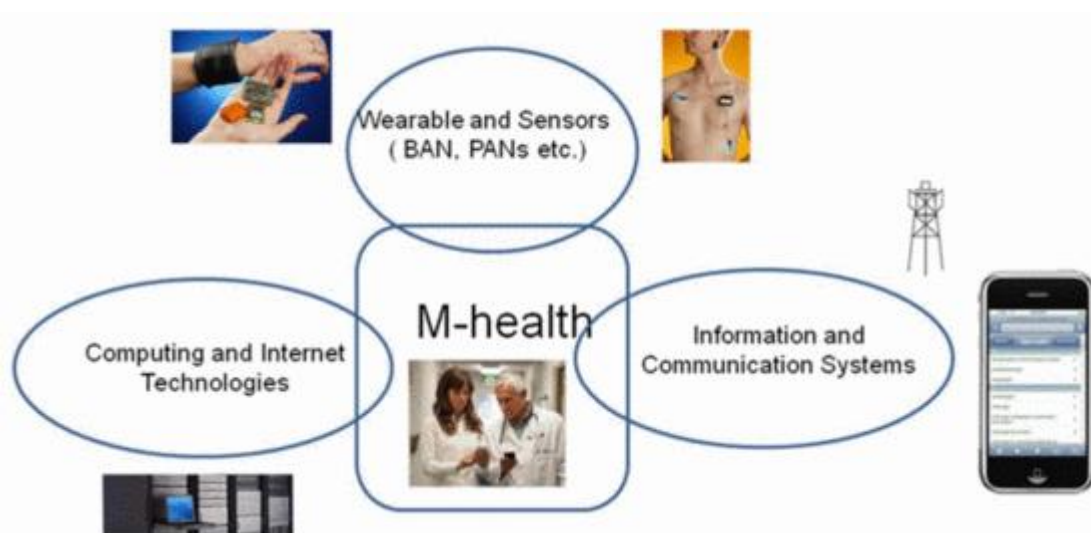 Wearable and Sensors
( BAN, PANs etc.)
M-health
Computing and Internet
Technologies
Information and
Communication Systems